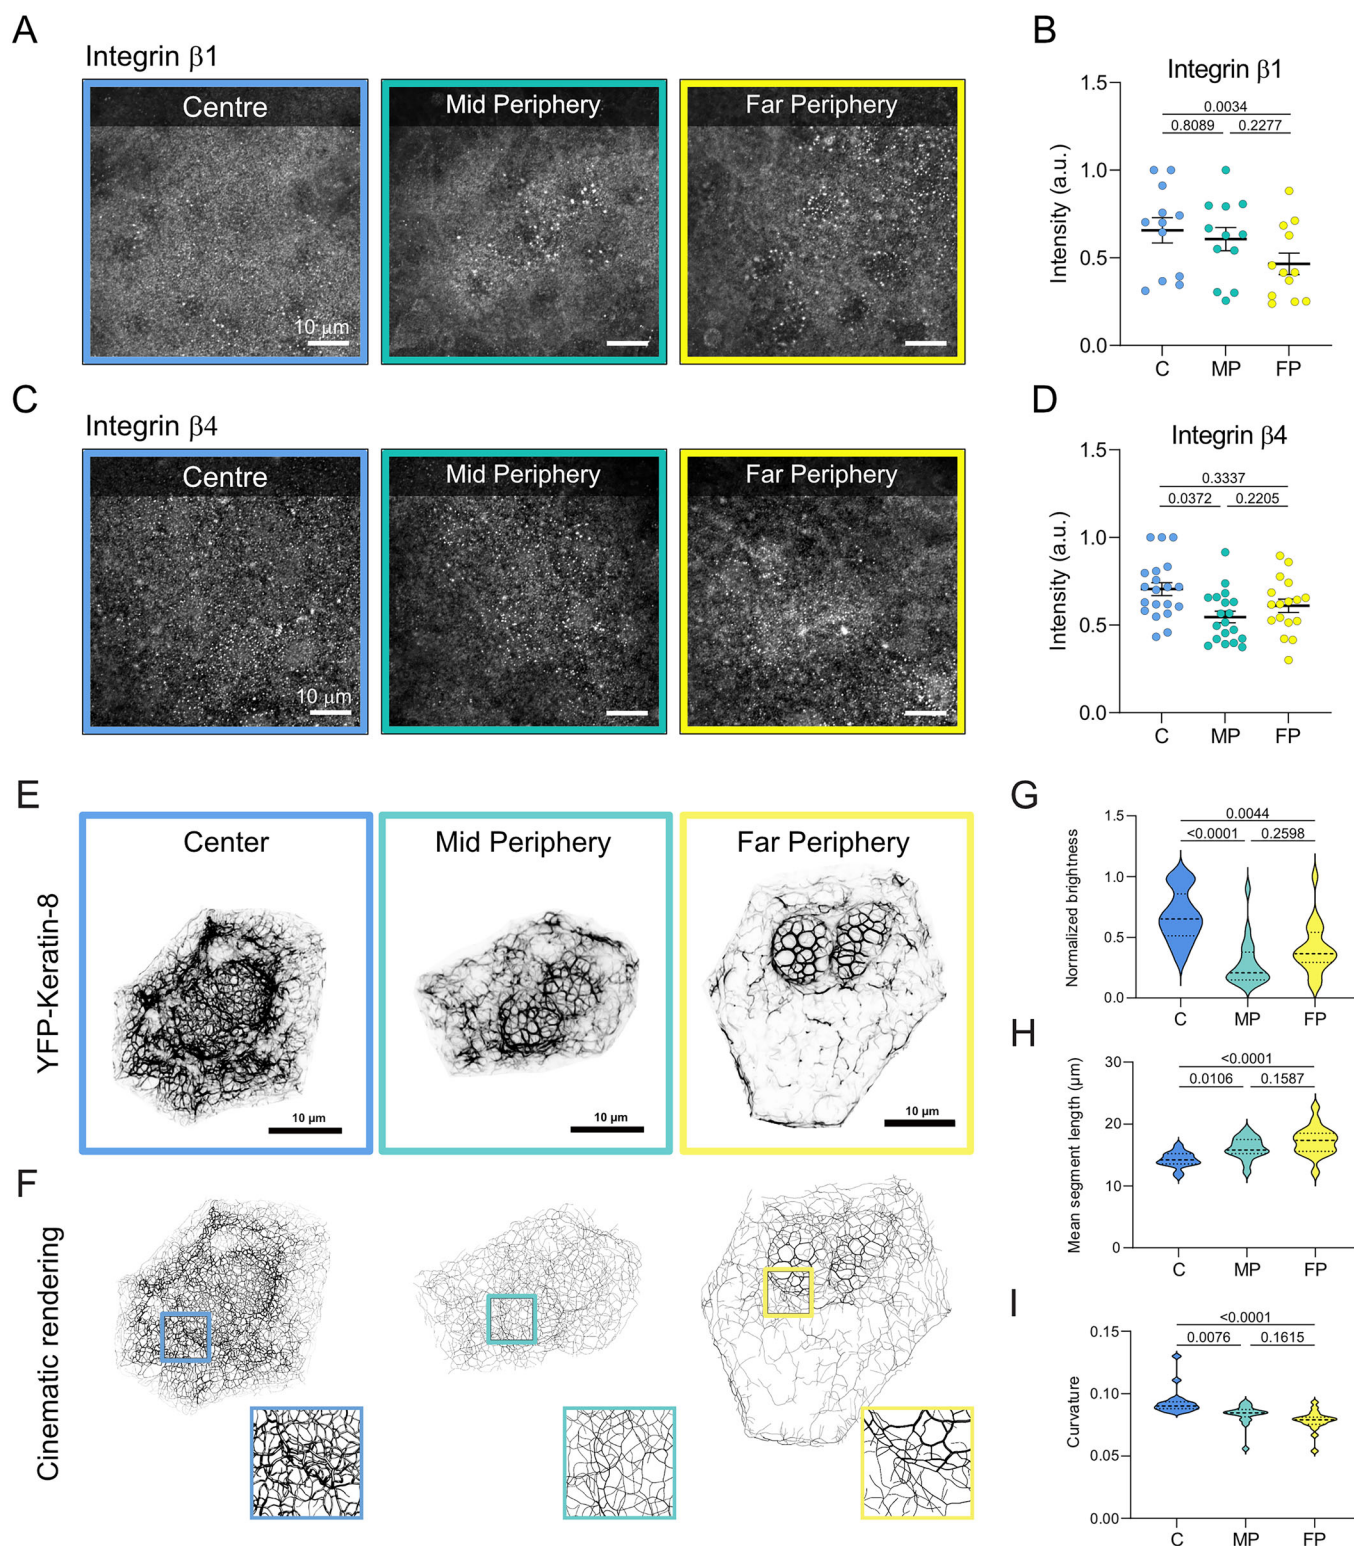 A
Integrin β1
Centre
10 μm
Mid Periphery
Far Periphery
B
Integrin β1
Intensity (a.u.)
1.5
1.0
0.5
0.0
0.0034
0.8089
0.2277
C
MP
FP
C
Integrin β4
Centre
10 μm
Mid Periphery
Far Periphery
D
Integrin β4
Intensity (a.u.)
1.5
1.0
0.5
0.0
0.3337
0.0372
0.2205
C
MP
FP
E
YFP-Keratin-8
Center
10 μm
Mid Periphery
10 μm
Far Periphery
10 μm
F
Cinematic rendering
G
Normalized brightness
1.5
1.0
0.5
0.0
0.0044
<0.0001
0.2598
C
MP
FP
H
Mean segment length (μm)
30
20
10
0
<0.0001
0.0106
0.1587
C
MP
FP
I
Curvature
0.15
0.10
0.05
0.00
<0.0001
0.0076
0.1615
C
MP
FP